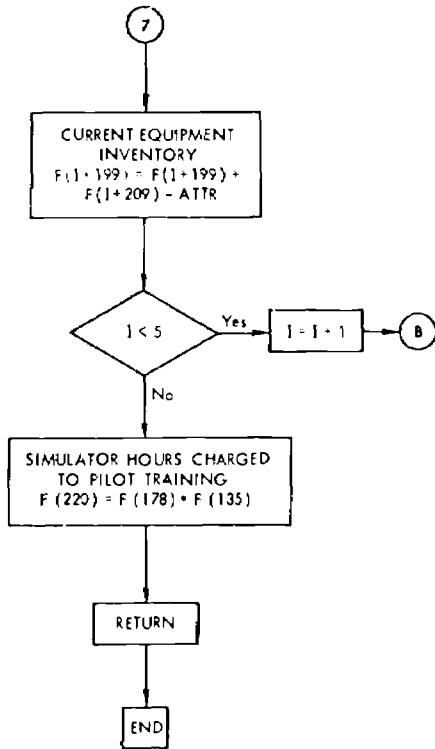 7
CURRENT EQUIPMENT
INVENTORY
F(I+199) = F(I+199) +
F(I+209) - ATTR
I < 5
Yes
I = I + 1
B
No
SIMULATOR HOURS CHARGED
TO PILOT TRAINING
F (220) = F (178) * F (135)
RETURN
END